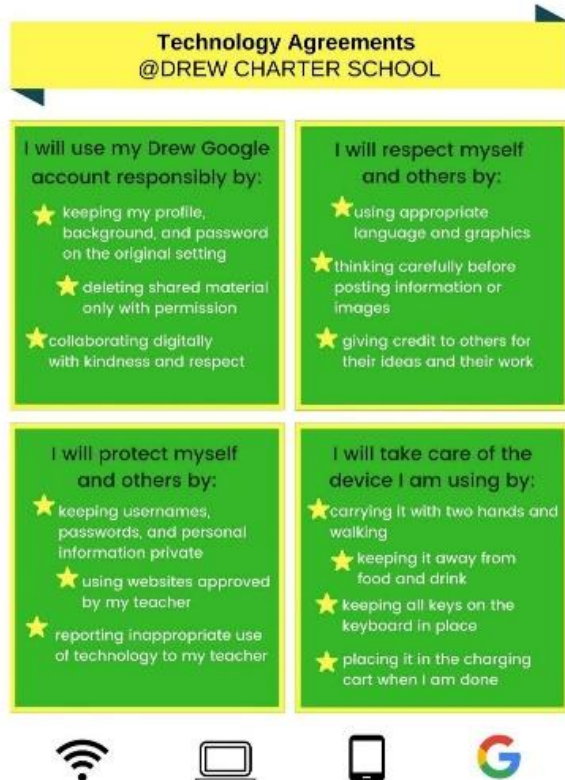 Technology Agreements
@DREW CHARTER SCHOOL
I will use my Drew Google
account responsibly by:
keeping my profile,
background, and password
on the original setting
deleting shared material
only with permission
collaborating digitally
with kindness and respect
I will respect myself
and others by:
using appropriate
language and graphics
thinking carefully before
posting information or
images
giving credit to others for
their ideas and their work
I will protect myself
and others by:
keeping usernames,
passwords, and personal
information private
using websites approved
by my teacher
reporting inappropriate use
of technology to my teacher
I will take care of the
device I am using by:
carrying it with two hands and
walking
keeping it away from
food and drink
keeping all keys on the
keyboard in place
placing it in the charging
cart when I am done